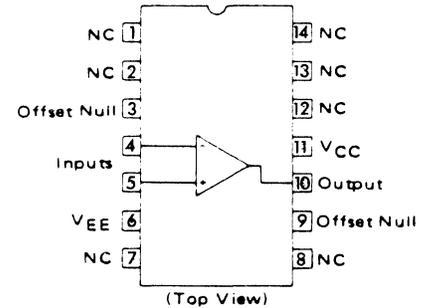 NC 1 14 NC
NC 2 13 NC
Offset Null 3 12 NC
4 - 11 VCC
Inputs
5 + 10 Output
VEE 6 9 Offset Null
NC 7 8 NC
(Top View)